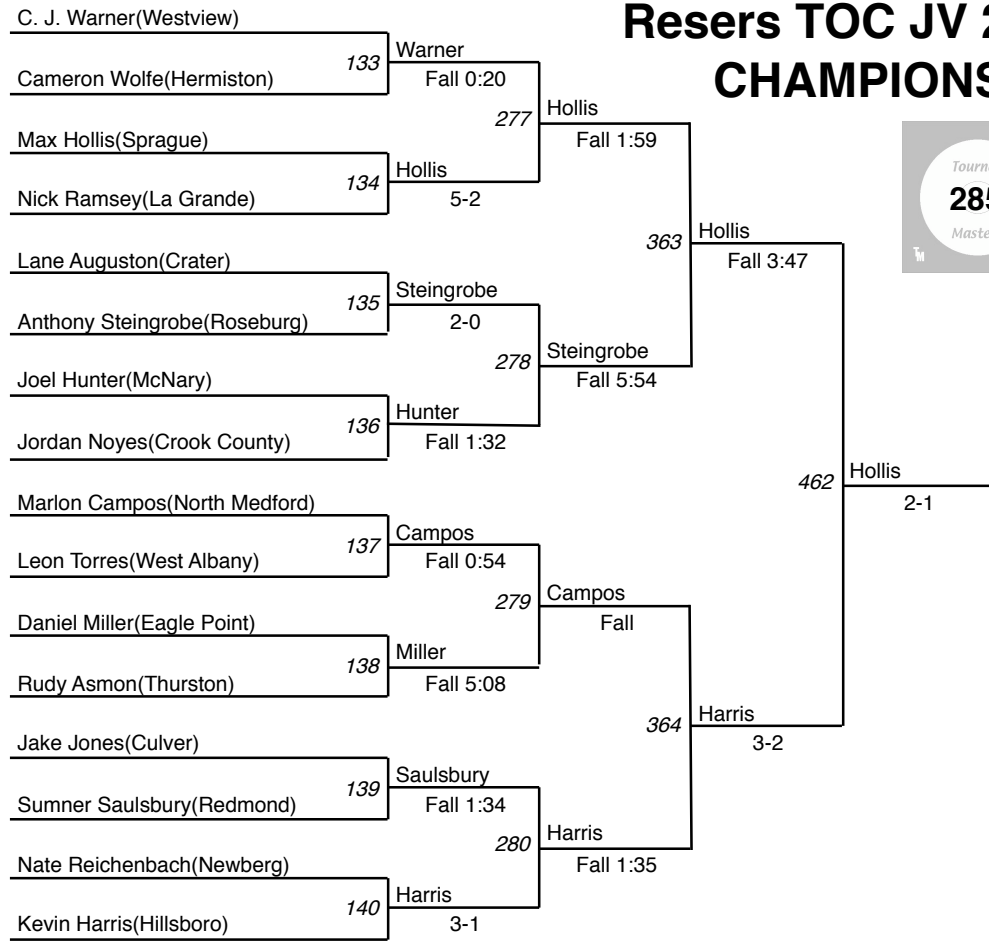 Resers TOC JV 2
CHAMPIONS
C. J. Warner(Westview)
133
Warner
Cameron Wolfe(Hermiston)
Fall 0:20
277
Hollis
Max Hollis(Sprague)
Fall 1:59
134
Hollis
Nick Ramsey(La Grande)
5-2
363
Hollis
Fall 3:47
Lane Auguston(Crater)
135
Steingrobe
Anthony Steingrobe(Roseburg)
2-0
278
Steingrobe
Joel Hunter(McNary)
Fall 5:54
136
Hunter
Jordan Noyes(Crook County)
Fall 1:32
462
Hollis
2-1
Marlon Campos(North Medford)
137
Campos
Leon Torres(West Albany)
Fall 0:54
279
Campos
Daniel Miller(Eagle Point)
Fall
138
Miller
Rudy Asmon(Thurston)
Fall 5:08
364
Harris
3-2
Jake Jones(Culver)
139
Saulsbury
Sumner Saulsbury(Redmond)
Fall 1:34
280
Harris
Nate Reichenbach(Newberg)
Fall 1:35
140
Harris
Kevin Harris(Hillsboro)
3-1
Tourn
285
Maste
TM